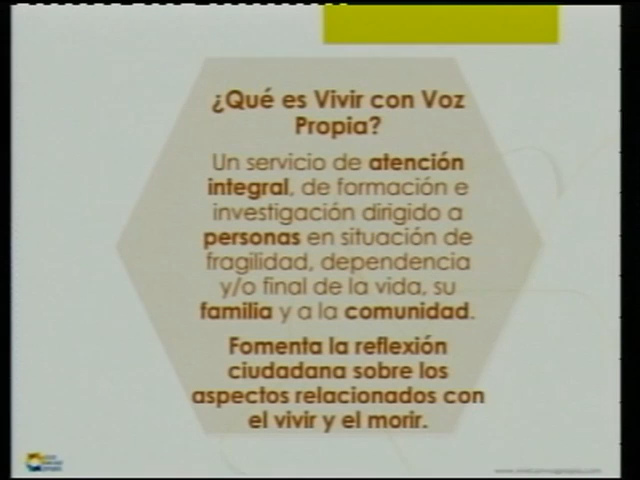 ¿Qué es Vivir con Voz
Propia?
Un servicio de atención
integral, de formación e
investigación dirigido a
personas en situación de
fragilidad, dependencia
y/o final de la vida, su
familia y a la comunidad.
Fomenta la reflexión
ciudadana sobre los
aspectos relacionados con
el vivir y el morir.